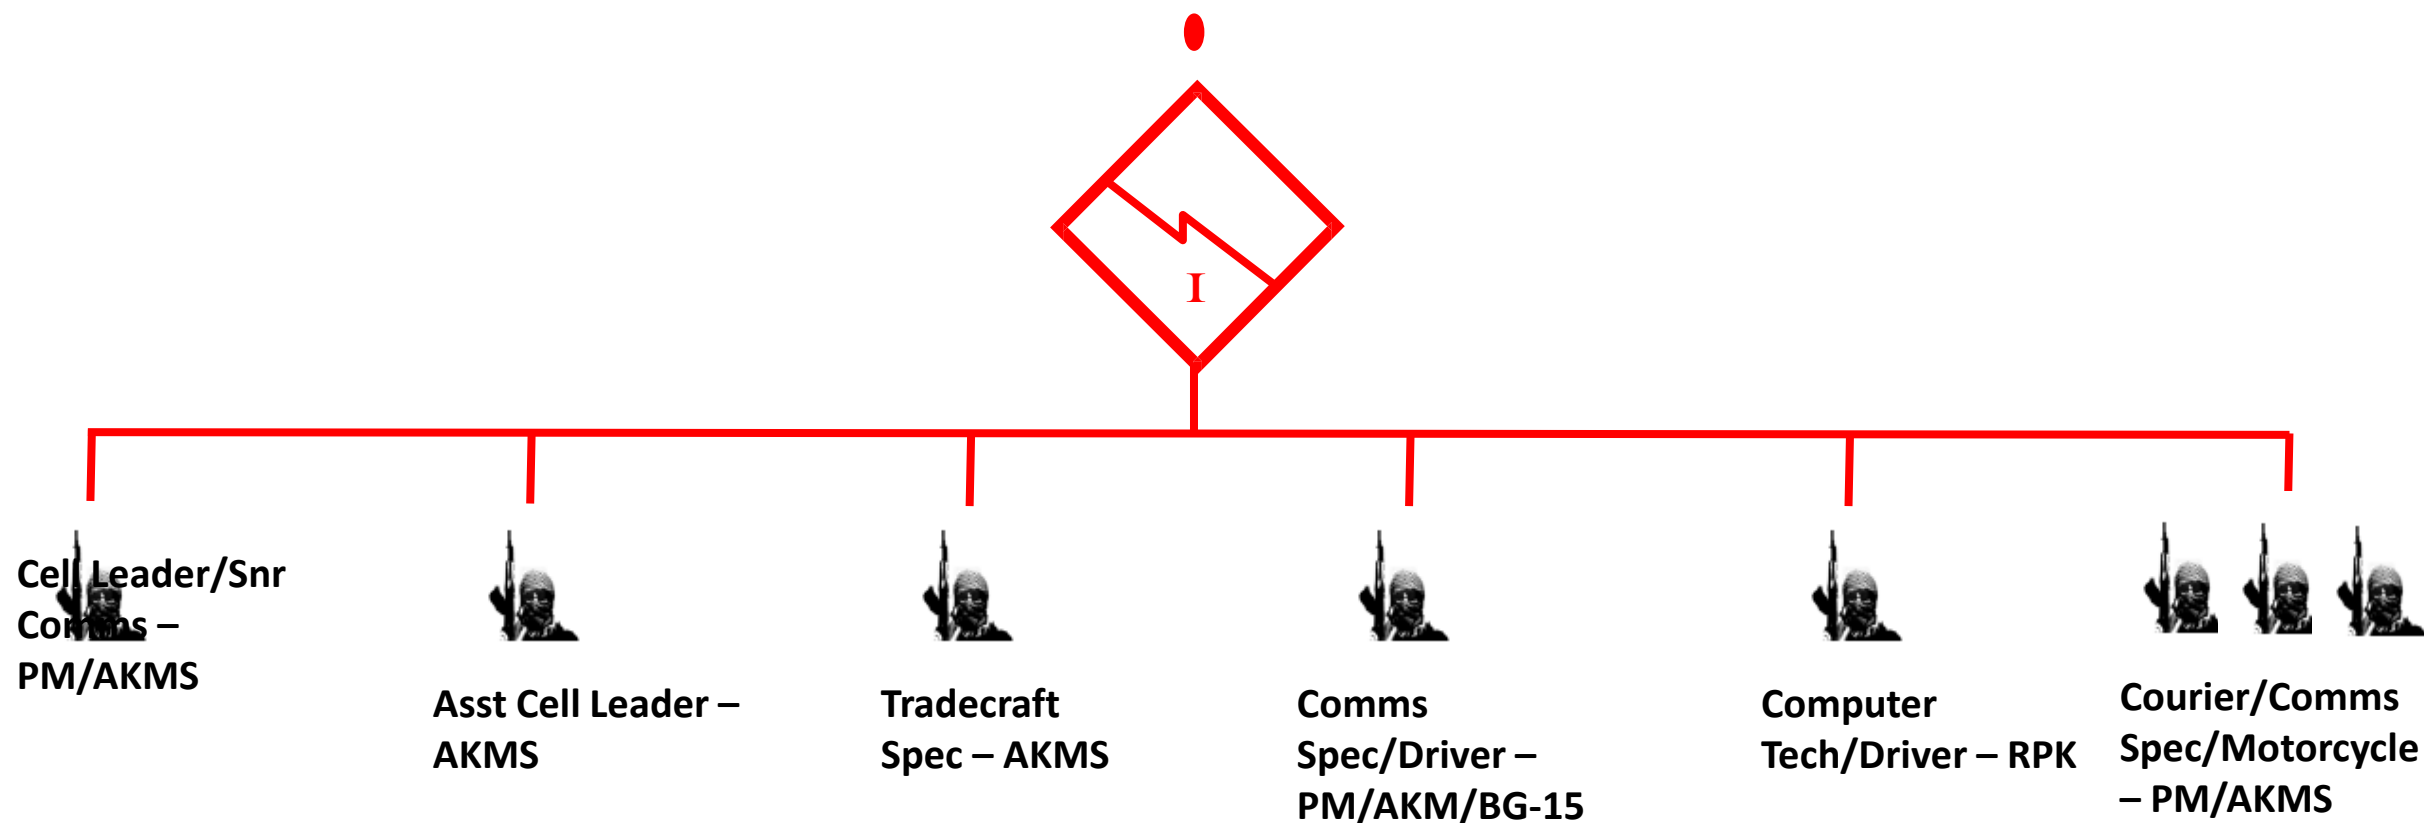 I
Cell Leader/Snr
Comms –
PM/AKMS
Asst Cell Leader –
AKMS
Tradecraft
Spec – AKMS
Comms
Spec/Driver –
PM/AKM/BG-15
Computer
Tech/Driver – RPK
Courier/Comms
Spec/Motorcycle
– PM/AKMS